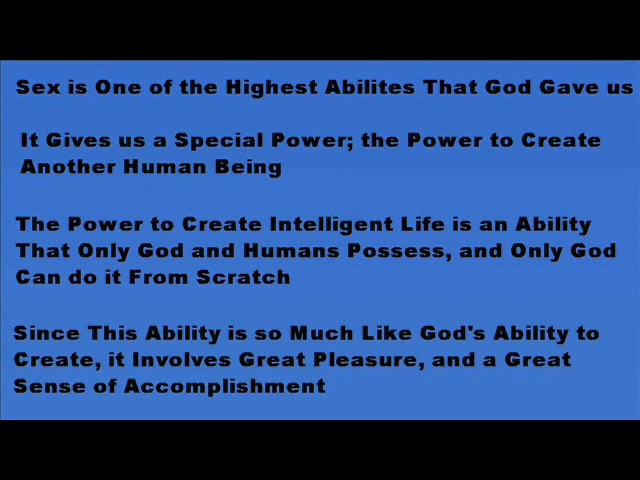 Sex is One of the Highest Abilites That God Gave us
It Gives us a Special Power; the Power to Create
Another Human Being
The Power to Create Intelligent Life is an Ability
That Only God and Humans Possess, and Only God
Can do it From Scratch
Since This Ability is so Much Like God's Ability to
Create, it Involves Great Pleasure, and a Great
Sense of Accomplishment